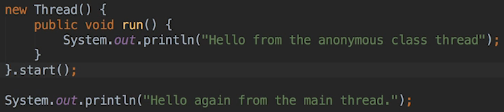 new Thread() {
    public void run() {
        System.out.println("Hello from the anonymous class thread");
    }
}.start();
System.out.println("Hello again from the main thread.");